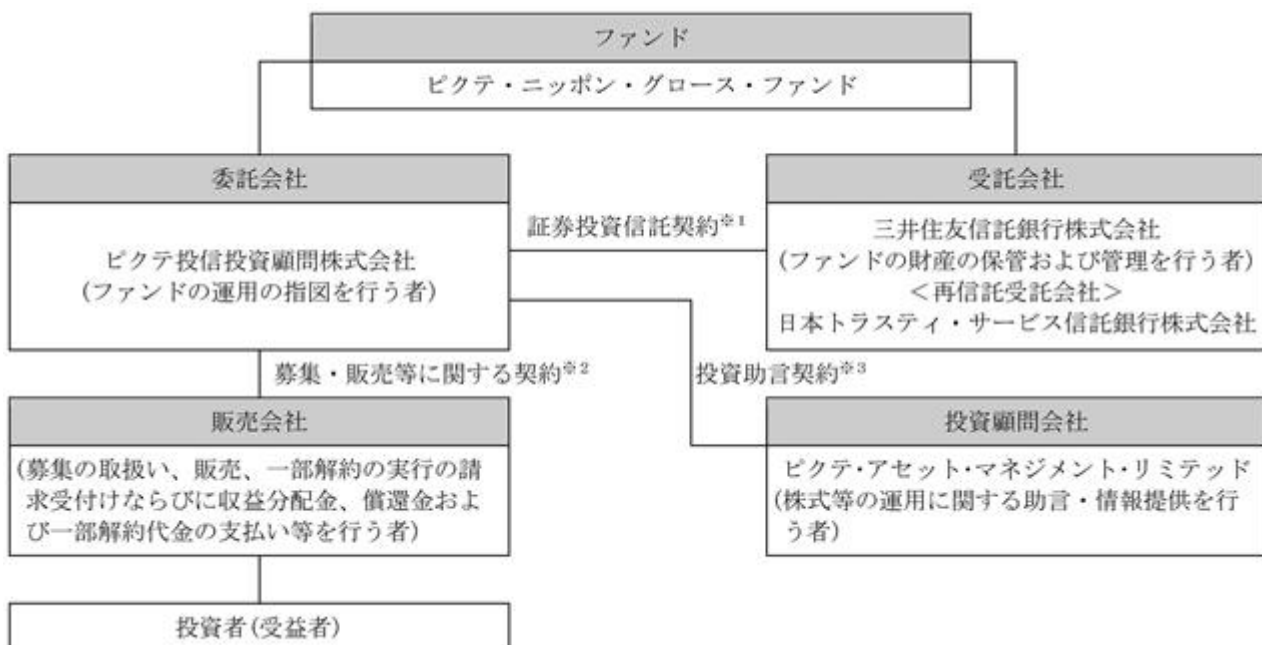 ファンド
ピクテ・ニッポン・グロース・ファンド
委託会社
ピクテ投信投資顧問株式会社
(ファンドの運用の指図を行う者)
証券投資信託契約※1
受託会社
三井住友信託銀行株式会社
(ファンドの財産の保管および管理を行う者)
＜再信託受託会社＞
日本トラスティ・サービス信託銀行株式会社
募集・販売等に関する契約※2
投資助言契約※3
販売会社
(募集の取扱い、販売、一部解約の実行の請
求受付けならびに収益分配金、償還金およ
び一部解約代金の支払い等を行う者)
投資顧問会社
ピクテ・アセット・マネジメント・リミテッド
(株式等の運用に関する助言・情報提供を行
う者)
投資者(受益者)